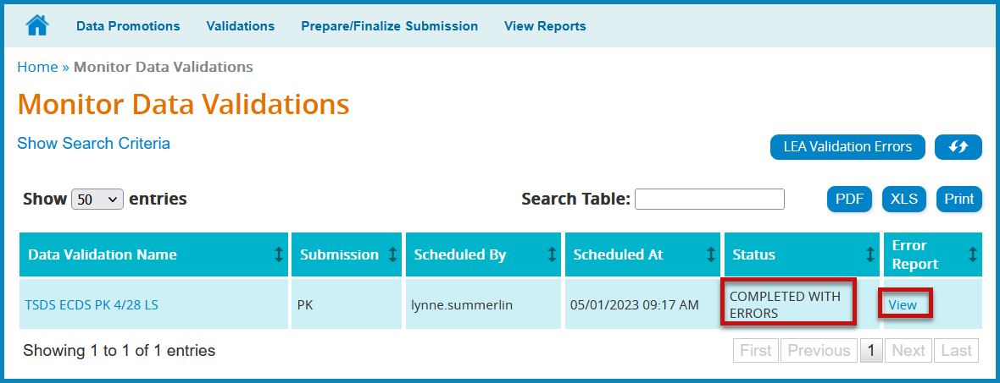 Data Promotions Validations Prepare/Finalize Submission View Reports
Home » Monitor Data Validations
Monitor Data Validations
Show Search Criteria
LEA Validation Errors
Show 50 entries Search Table: PDF XLS Print
Data Validation Name Submission Scheduled By Scheduled At Status Error Report
TSDS ECDS PK 4/28 LS PK lynne.summerlin 05/01/2023 09:17 AM COMPLETED WITH ERRORS View
Showing 1 to 1 of 1 entries First Previous 1 Next Last